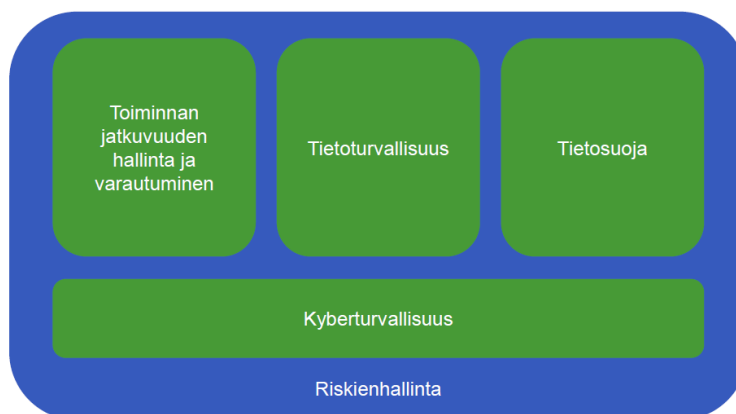 Toiminnan
jatkuvuuden
hallinta ja
varautuminen
Tietoturvallisuus
Tietosuoja
Kyberturvallisuus
Riskienhallinta